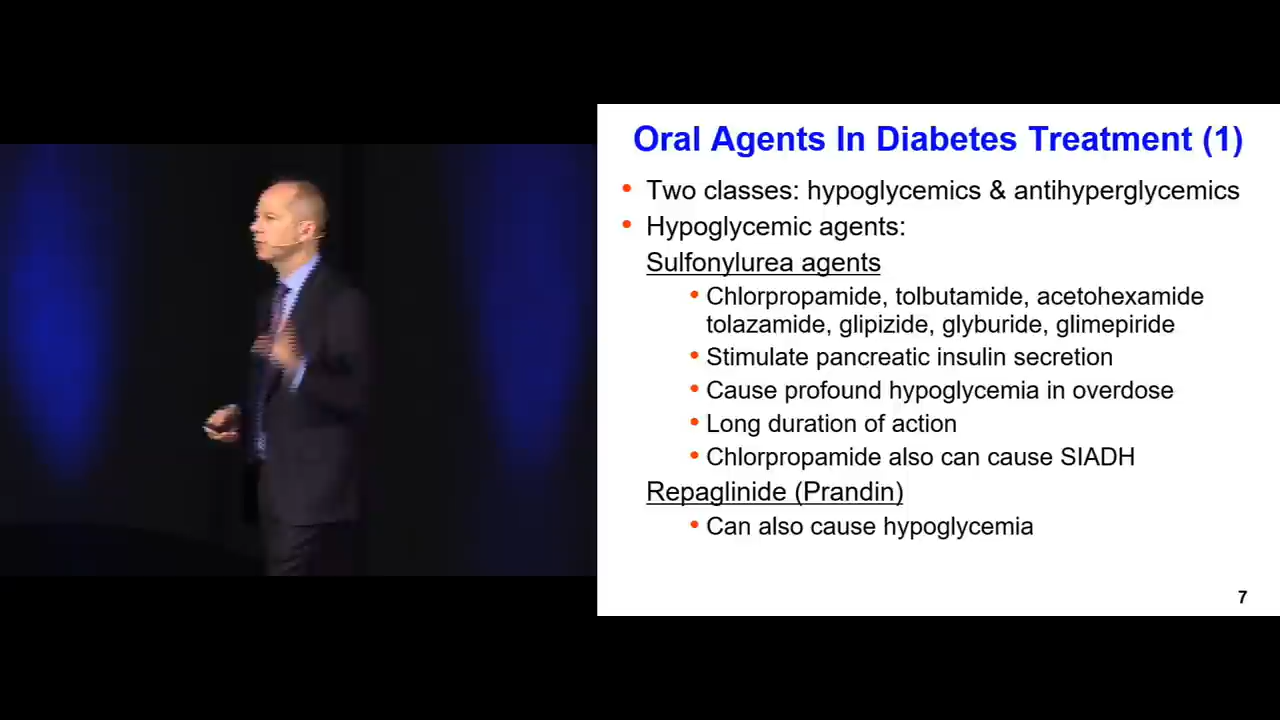 Oral Agents In Diabetes Treatment (1)
• Two classes: hypoglycemics & antihyperglycemics
• Hypoglycemic agents:
Sulfonylurea agents
• Chlorpropamide, tolbutamide, acetohexamide
tolazamide, glipizide, glyburide, glimepiride
• Stimulate pancreatic insulin secretion
• Cause profound hypoglycemia in overdose
• Long duration of action
• Chlorpropamide also can cause SIADH
Repaglinide (Prandin)
• Can also cause hypoglycemia
7